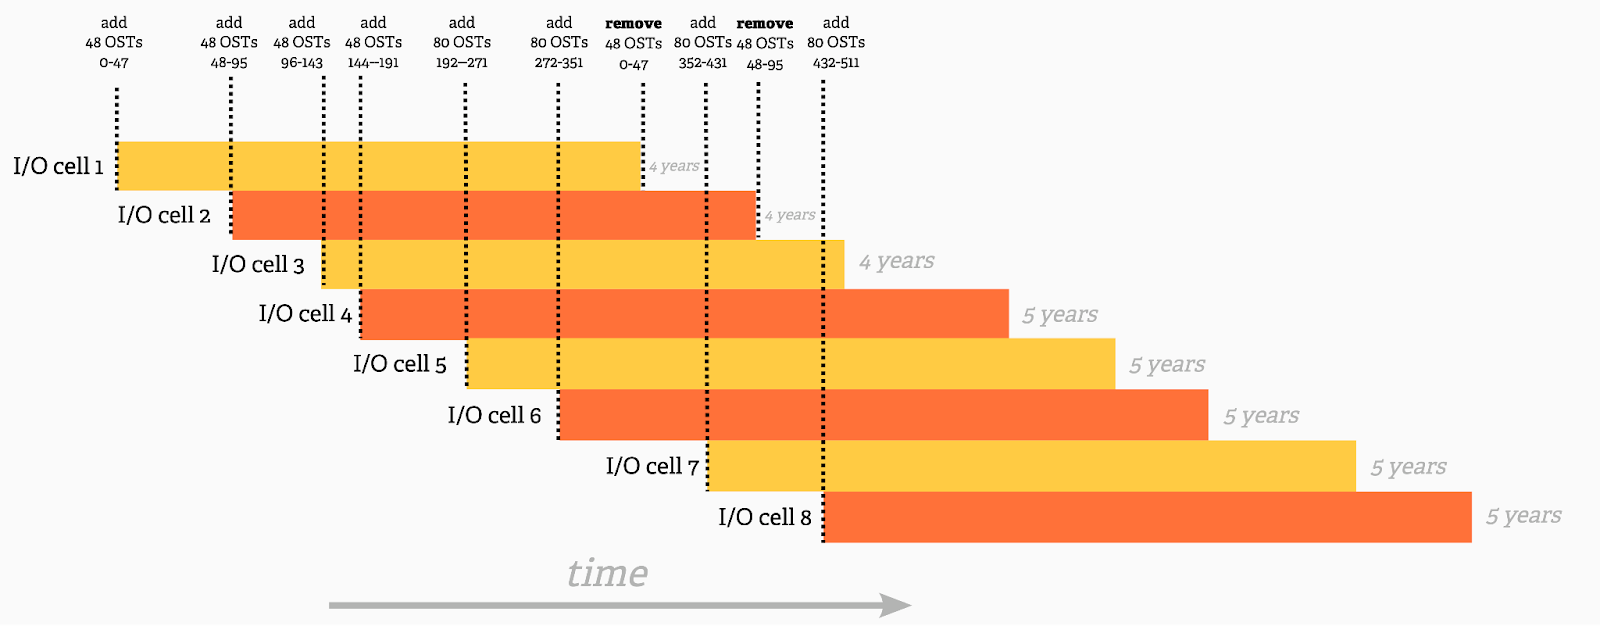 add
48 OSTs
0-47
add
48 OSTs
48-95
add
48 OSTs
96-143
add
48 OSTs
144--191
add
80 OSTs
192--271
add
80 OSTs
272-351
remove
48 OSTs
0-47
add
80 OSTs
352-431
remove
48 OSTs
48-95
add
80 OSTs
432-511
I/O cell 1
4 years
I/O cell 2
4 years
I/O cell 3
4 years
I/O cell 4
5 years
I/O cell 5
5 years
I/O cell 6
5 years
I/O cell 7
5 years
I/O cell 8
5 years
time